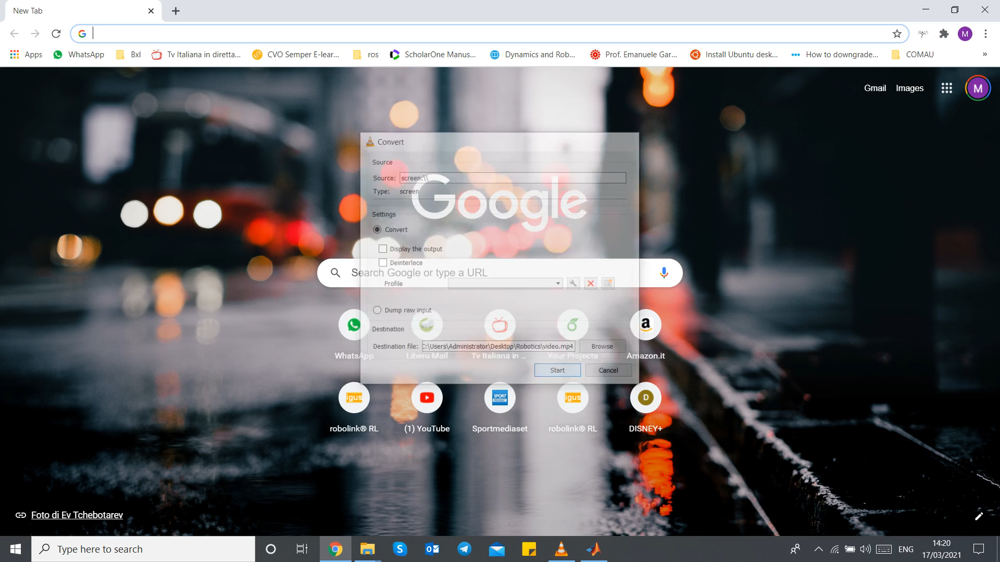 New Tab
Apps WhatsApp Bxl Tv Italiana in diretta... CVO Semper E-lear... ros ScholarOne Manus... Dynamics and Rob... Prof. Emanuele Gar... Install Ubuntu desk... How to downgrade... COMAU »
Gmail Images M
Convert
Source
Source: screen:\\
Type: screen
Google
Settings
Convert
Display the output
Deinterlace
Search Google or type a URL
Profile
Dump raw input
Destination
Destination file: C:\Users\Administrator\Desktop\Robotics\video.mp4 Browse
WhatsApp Libero Mail Tv Italiana in ... Your Projects Amazon.it
Start Cancel
igus SPORT MEDIASET igus D
robolink® RL (1) YouTube Sportmediaset robolink® RL DISNEY+
Foto di Ev Tchebotarev
Type here to search
ENG
14:20
17/03/2021